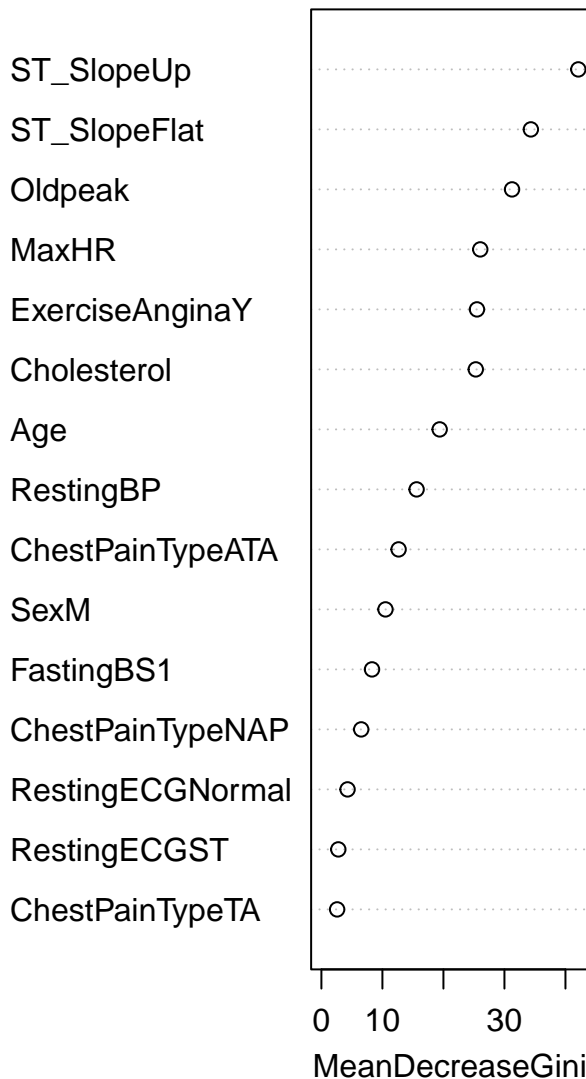 ST_SlopeUp
ST_SlopeFlat
Oldpeak
MaxHR
ExerciseAnginaY
Cholesterol
Age
RestingBP
ChestPainTypeATA
SexM
FastingBS1
ChestPainTypeNAP
RestingECGNormal
RestingECGST
ChestPainTypeTA
0 10 30
MeanDecreaseGini